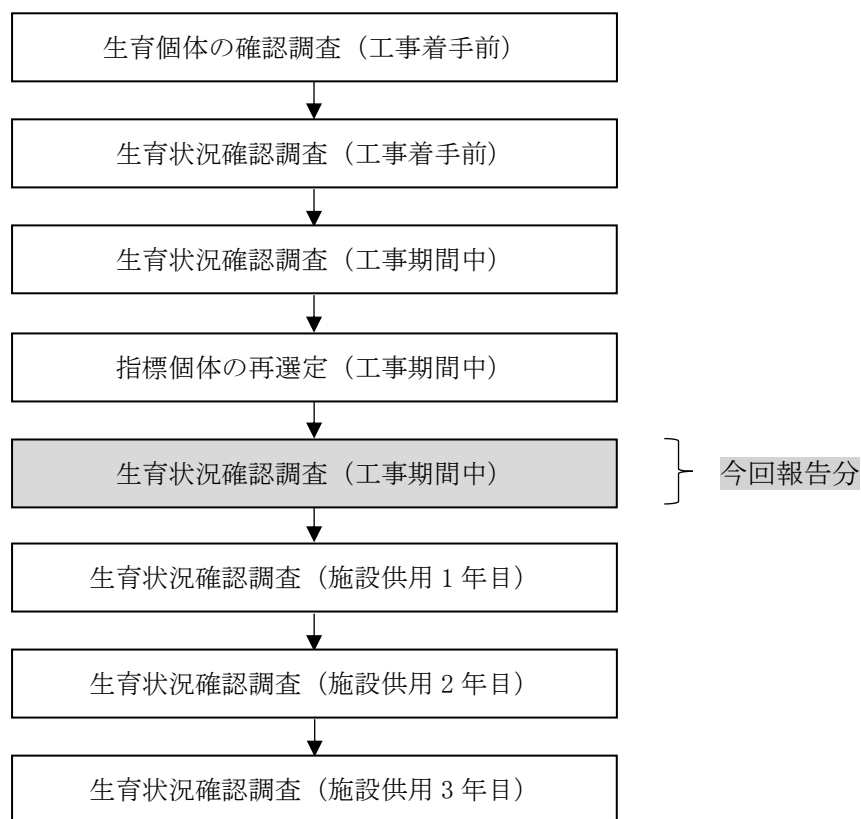 生育個体の確認調査（工事着手前）
生育状況確認調査（工事着手前）
生育状況確認調査（工事期間中）
指標個体の再選定（工事期間中）
生育状況確認調査（工事期間中）
今回報告分
生育状況確認調査（施設供用 1 年目）
生育状況確認調査（施設供用 2 年目）
生育状況確認調査（施設供用 3 年目）